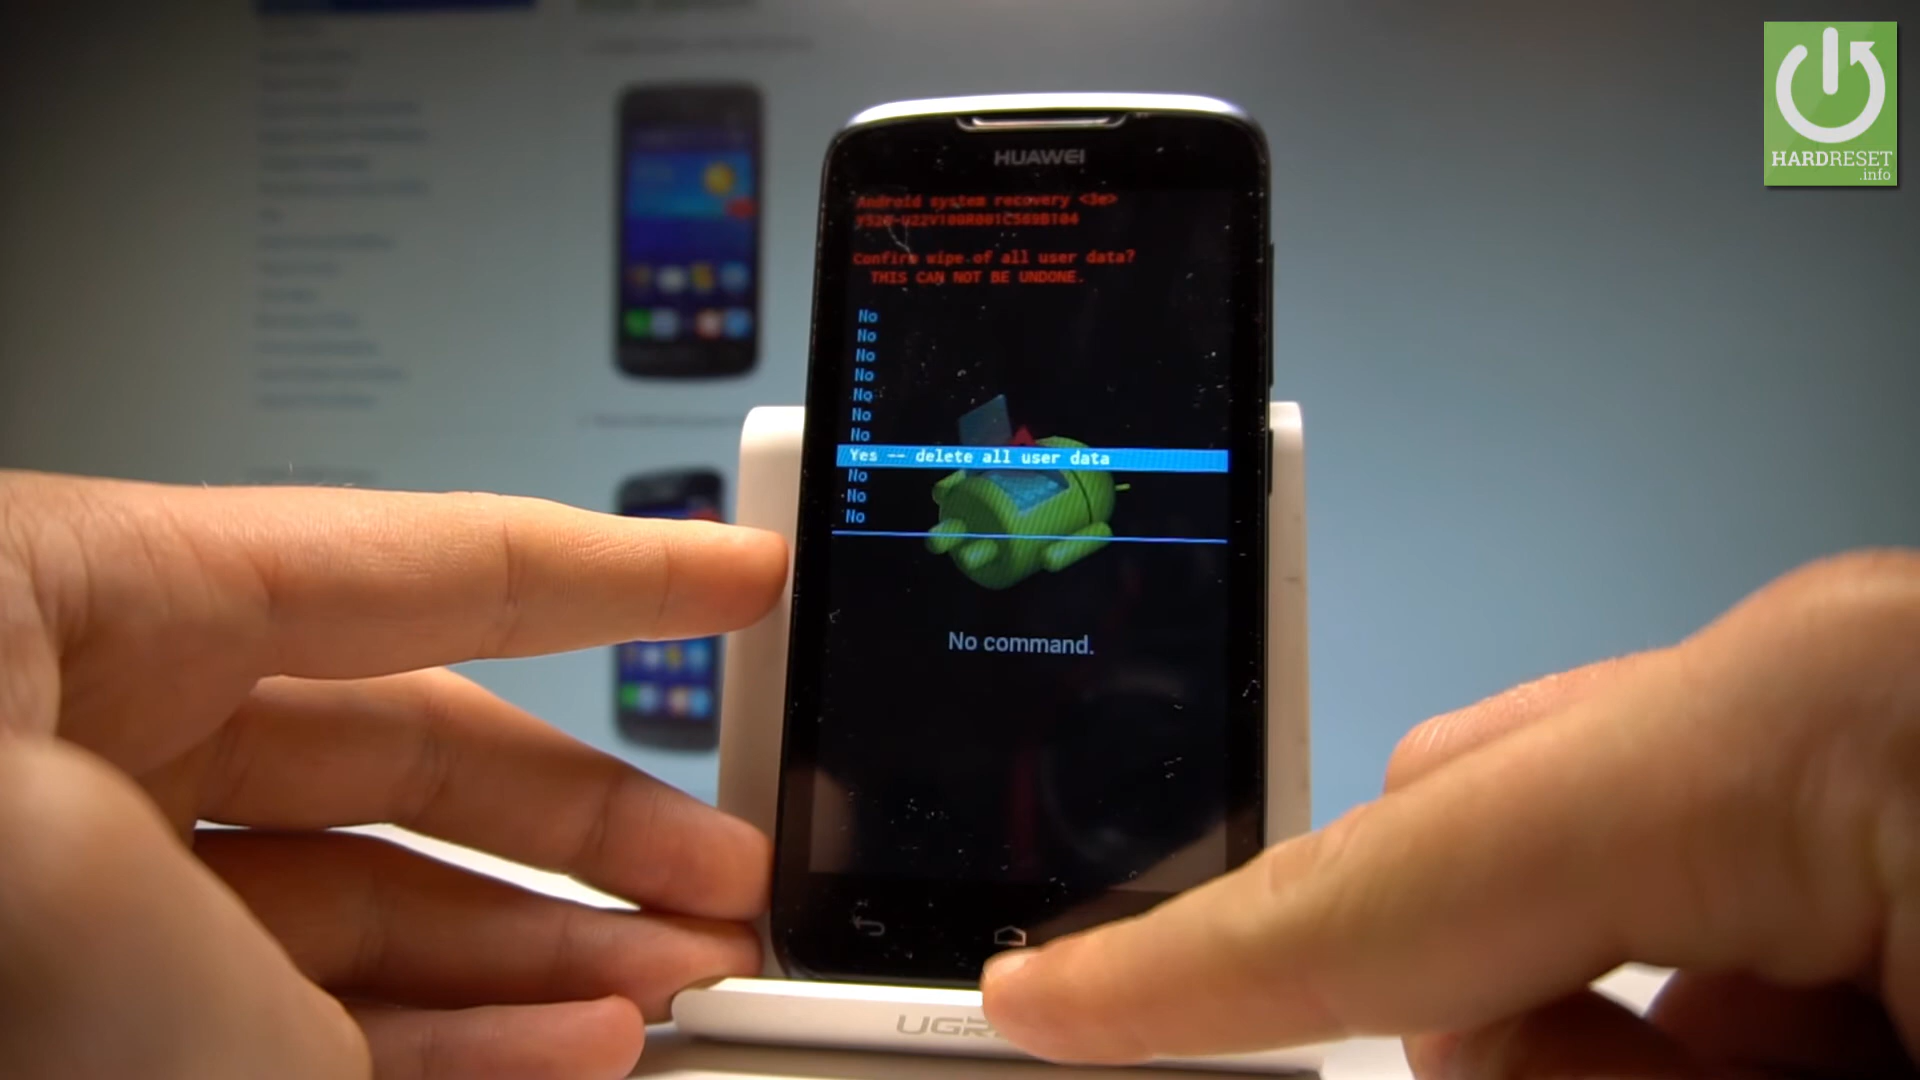 HARDRESET
.info
HUAWEI
Android system recovery <3e>
Confirm wipe of all user data?
THIS CAN NOT BE UNDONE.
No
No
No
No
No
No
No
Yes -- delete all user data
No
No
No
No command.